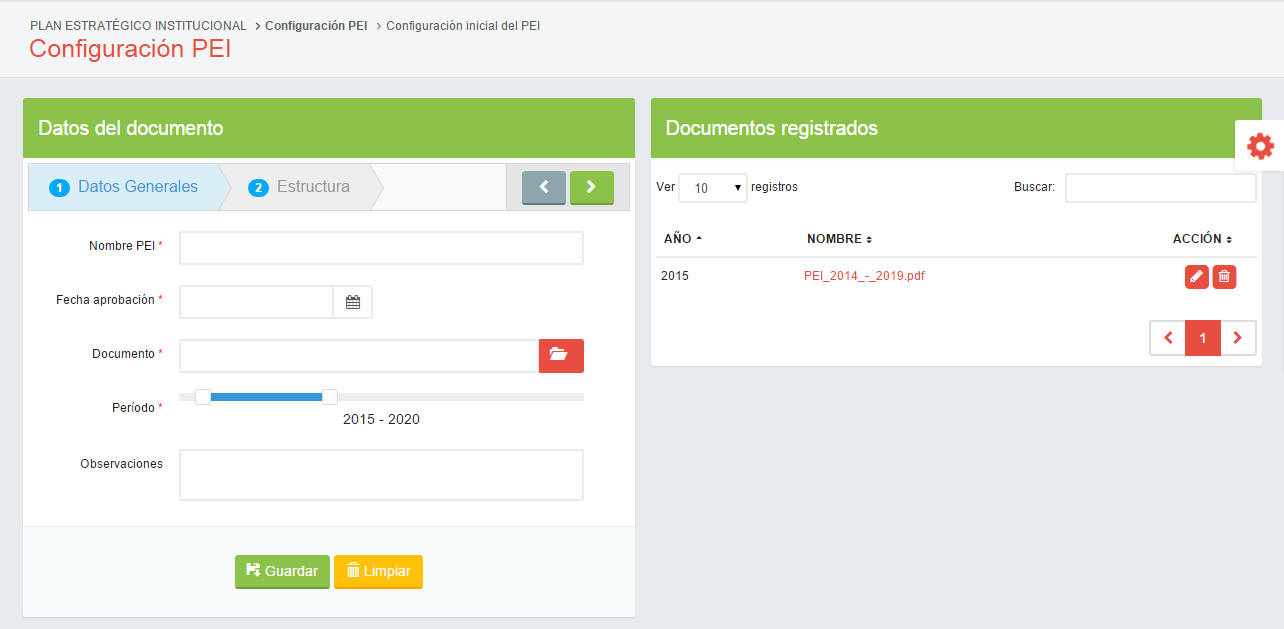 PLAN ESTRATÉGICO INSTITUCIONAL > Configuración PEI > Configuración inicial del PEI
Configuración PEI
Datos del documento
1 Datos Generales 2 Estructura
Nombre PEI *
Fecha aprobación *
Documento *
Período *
2015 - 2020
Observaciones
Guardar Limpiar
Documentos registrados
Ver 10 registros Buscar:
AÑO NOMBRE ACCIÓN
2015 PEI_2014_-_2019.pdf
1